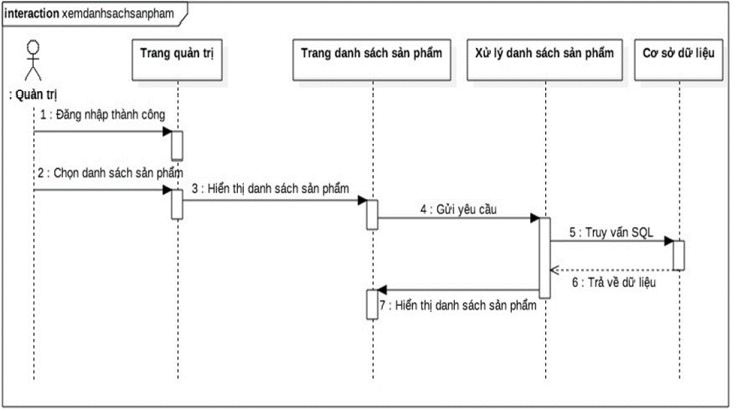 interaction xemdanhsachsanpham
Trang quản trị
Trang danh sách sản phẩm
Xử lý danh sách sản phẩm
Cơ sở dữ liệu
: Quản trị
1 : Đăng nhập thành công
2 : Chọn danh sách sản phẩm
3 : Hiển thị danh sách sản phẩm
4 : Gửi yêu cầu
5 : Truy vấn SQL
6 : Trả về dữ liệu
7 : Hiển thị danh sách sản phẩm